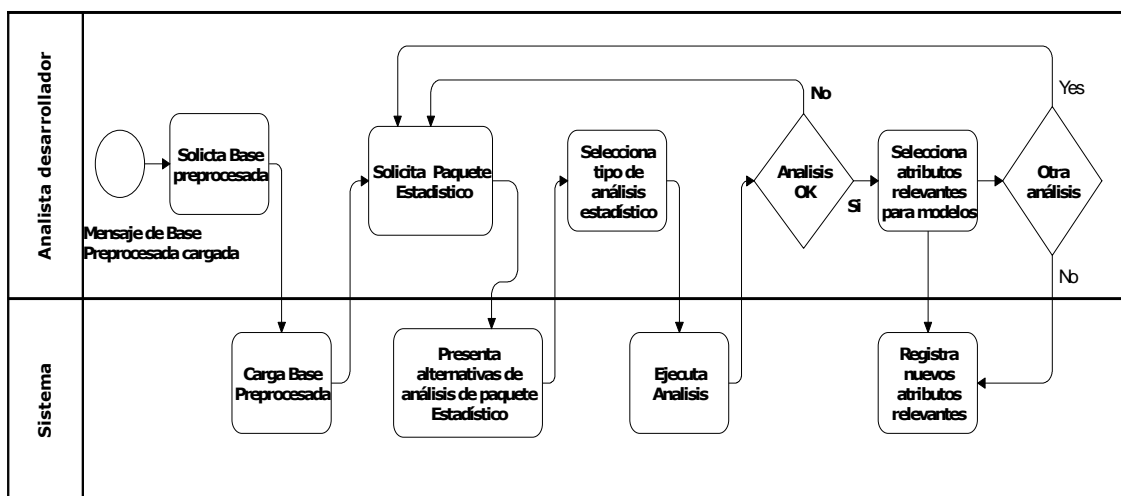 Analista desarrollador
Mensaje de Base
Preprocesada cargada
Solicta Base
preprocesada
Solicita Paquete
Estadístico
Selecciona
tipo de
análisis
estadístico
No
Analisis
OK
Si
Selecciona
atributos
relevantes
para modelos
Yes
Otra
análisis
No
Sistema
Carga Base
Preprocesada
Presenta
alternativas de
análisis de paquete
Estadístico
Ejecuta
Analisis
Registra
nuevos
atributos
relevantes